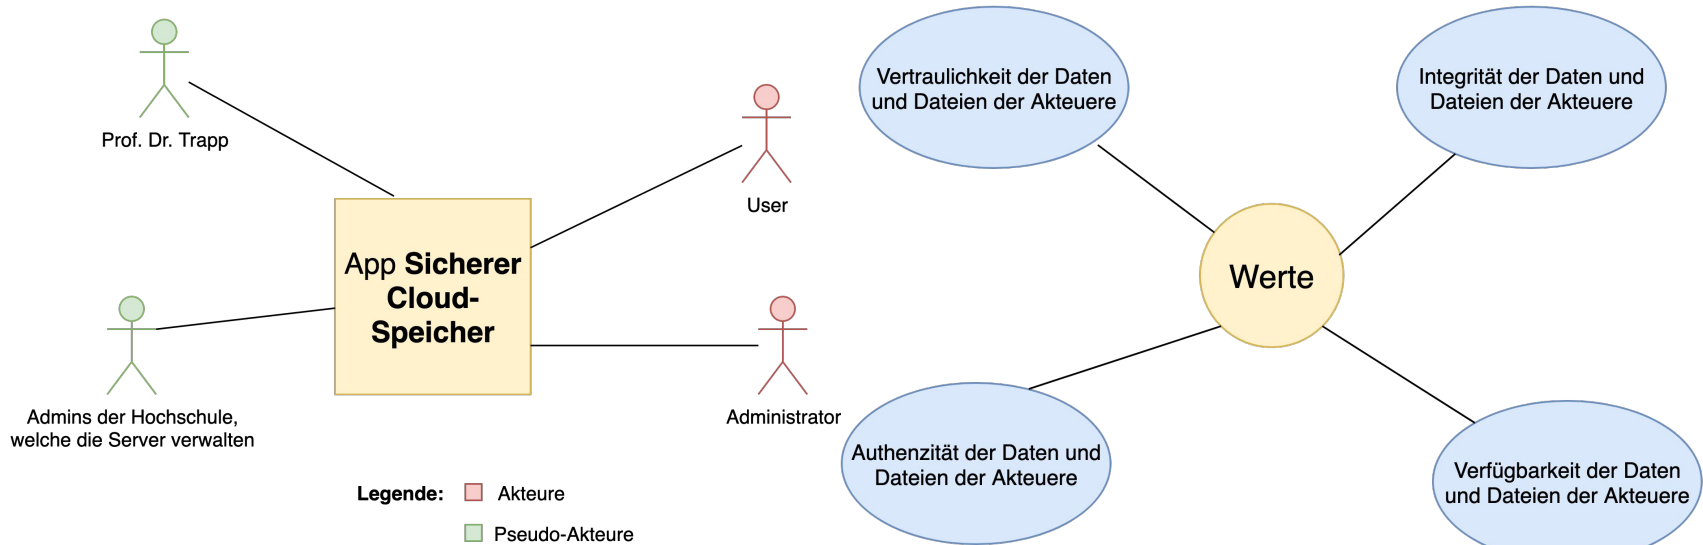 Prof. Dr. Trapp
User
App Sicherer
Cloud-
Speicher
Admins der Hochschule,
welche die Server verwalten
Administrator
Legende:
Akteure
Pseudo-Akteure
Vertraulichkeit der Daten
und Dateien der Akteuere
Integrität der Daten und
Dateien der Akteuere
Werte
Authenzität der Daten und
Dateien der Akteuere
Verfügbarkeit der Daten
und Dateien der Akteuere